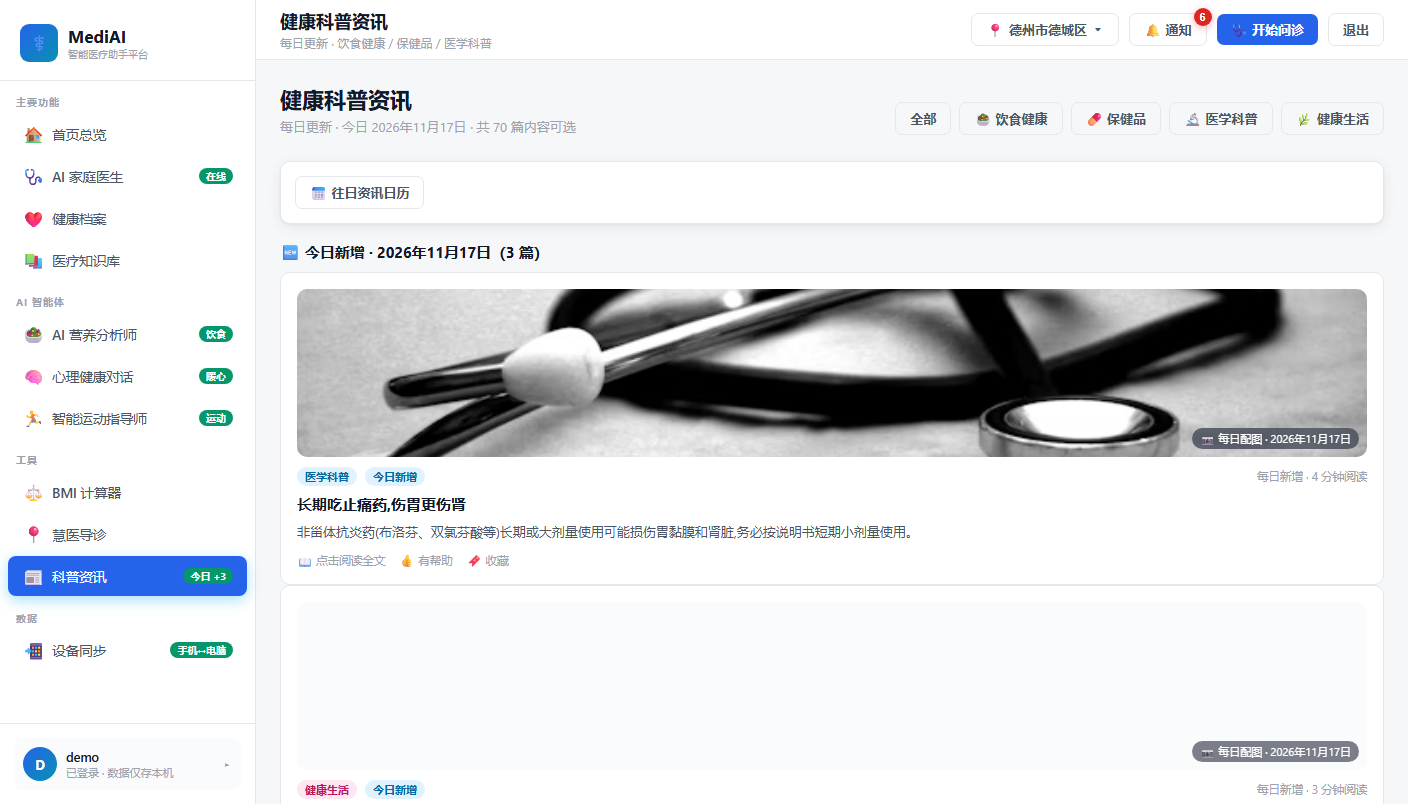 MediAI
智能医疗助手平台
主要功能
首页总览
AI 家庭医生
在线
健康档案
医疗知识库
AI 智能体
AI 营养分析师
饮食
心理健康对话
暖心
智能运动指导师
运动
工具
BMI 计算器
慧医导诊
科普资讯
今日 +3
数据
设备同步
手机↔电脑
D
demo
已登录 · 数据仅存本机
健康科普资讯
每日更新 · 饮食健康 / 保健品 / 医学科普
德州市德城区
通知
6
开始问诊
退出
健康科普资讯
每日更新 · 今日 2026年11月17日 · 共 70 篇内容可选
全部
饮食健康
保健品
医学科普
健康生活
往日资讯日历
NEW 今日新增 · 2026年11月17日（3 篇）
每日配图 · 2026年11月17日
医学科普
今日新增
每日新增 · 4 分钟阅读
长期吃止痛药,伤胃更伤肾
非甾体抗炎药(布洛芬、双氯芬酸等)长期或大剂量使用可能损伤胃黏膜和肾脏,务必按说明书短期小剂量使用。
点击阅读全文
有帮助
收藏
每日配图 · 2026年11月17日
健康生活
今日新增
每日新增 · 3 分钟阅读